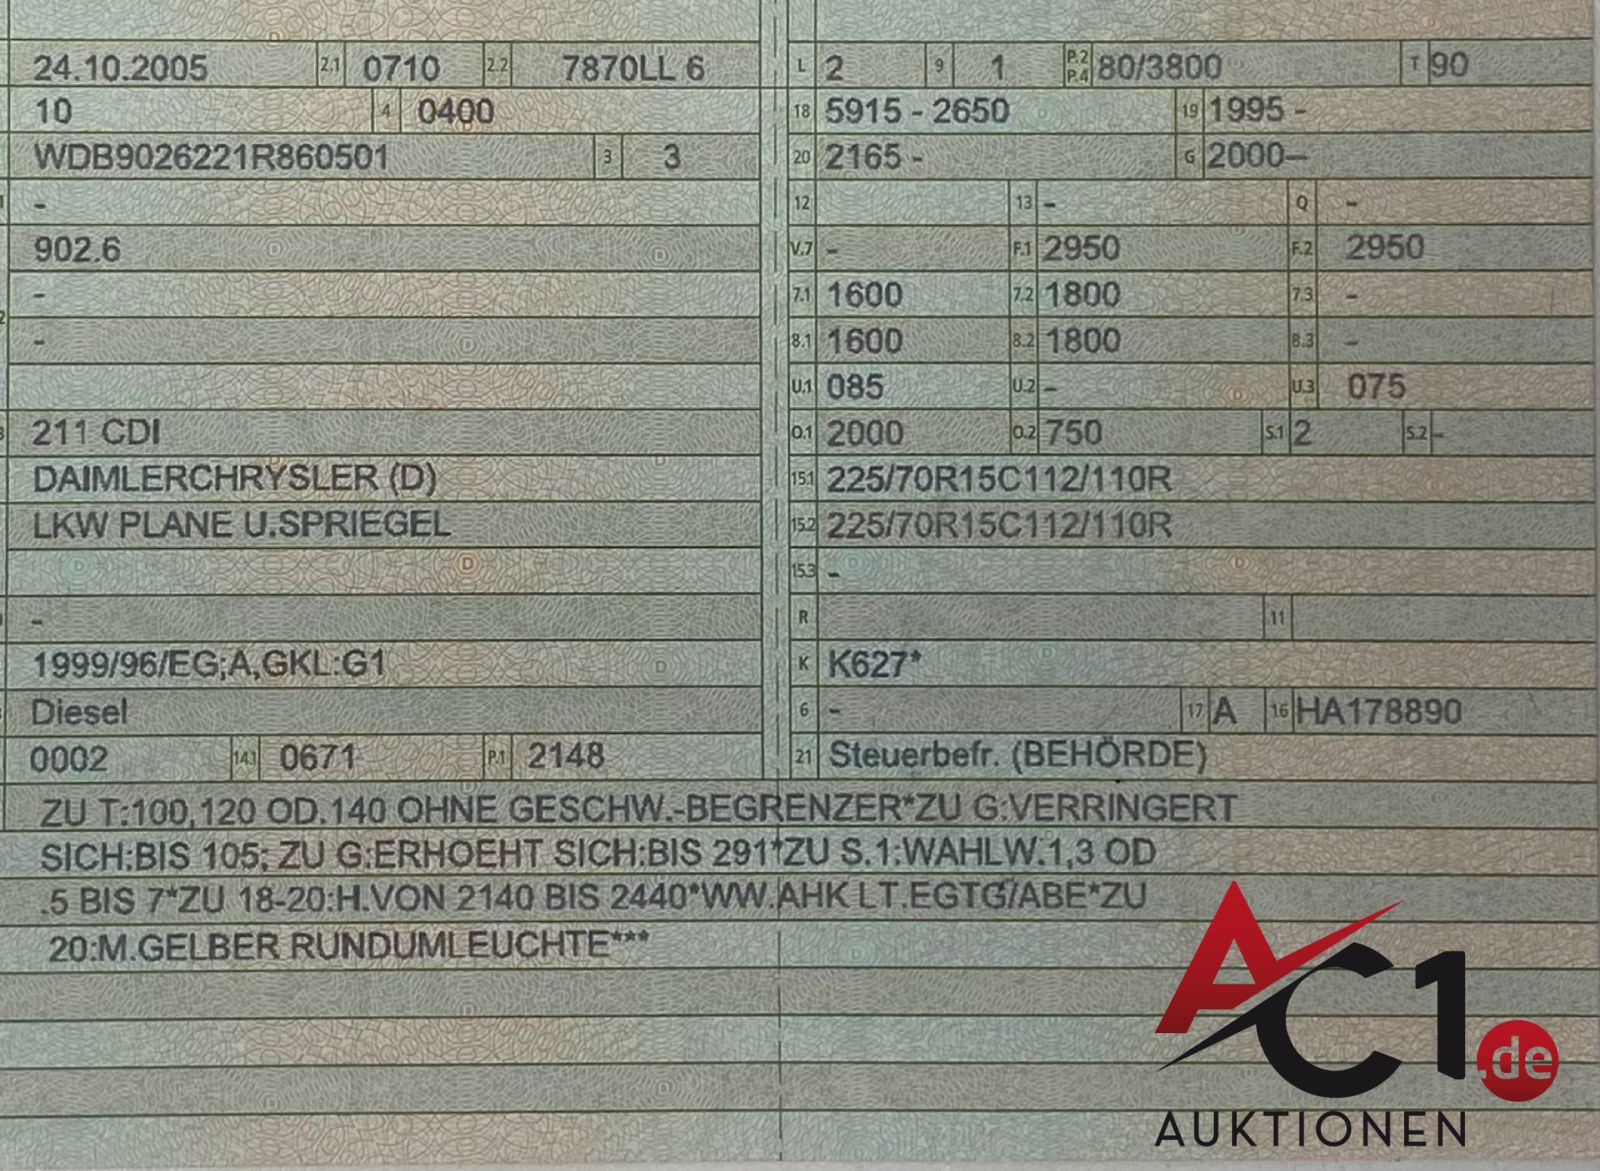 24.10.2005 2.1 0710 2.2 7870LL 6
10 4 0400
WDB9026221R860501 3 3
-
902.6
-
-
211 CDI
DAIMLERCHRYSLER (D)
LKW PLANE U.SPRIEGEL
-
1999/96/EG;A,GKL:G1
Diesel
0002 14.1 0671 P.1 2148
L 2 9 1 P.2 P.4 80/3800 T 90
18 5915 - 2650 19 1995 -
20 2165 - G 2000--
12 13 - Q -
V.7 - F.1 2950 F.2 2950
7.1 1600 7.2 1800 7.3 -
8.1 1600 8.2 1800 8.3 -
U.1 085 U.2 - U.3 075
O.1 2000 O.2 750 S.1 2 S.2 -
15.1 225/70R15C112/110R
15.2 225/70R15C112/110R
15.3 -
R 11
K K627*
6 - 17 A 16 HA178890
21 Steuerbefr. (BEHÖRDE)
ZU T:100,120 OD.140 OHNE GESCHW.-BEGRENZER*ZU G:VERRINGERT
SICH:BIS 105; ZU G:ERHOEHT SICH:BIS 291*ZU S.1:WAHLW.1,3 OD
.5 BIS 7*ZU 18-20:H.VON 2140 BIS 2440*WW.AHK LT.EGTG/ABE*ZU
20:M.GELBER RUNDUMLEUCHTE***
AC1.de
AUKTIONEN